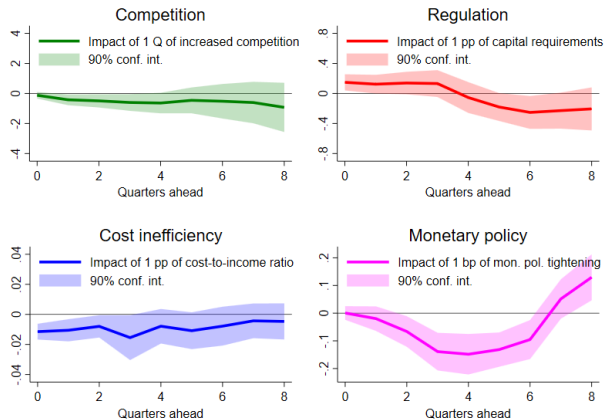 Competition
4
2
0
-2
-4
Impact of 1 Q of increased competition
90% conf. int.
0 2 4 6 8
Quarters ahead
Regulation
.8
.4
0
-.4
-.8
Impact of 1 pp of capital requirements
90% conf. int.
0 2 4 6 8
Quarters ahead
Cost inefficiency
.04
.02
0
-.02
-.04
Impact of 1 pp of cost-to-income ratio
90% conf. int.
0 2 4 6 8
Quarters ahead
Monetary policy
.2
.1
0
-.1
-.2
Impact of 1 bp of mon. pol. tightening
90% conf. int.
0 2 4 6 8
Quarters ahead